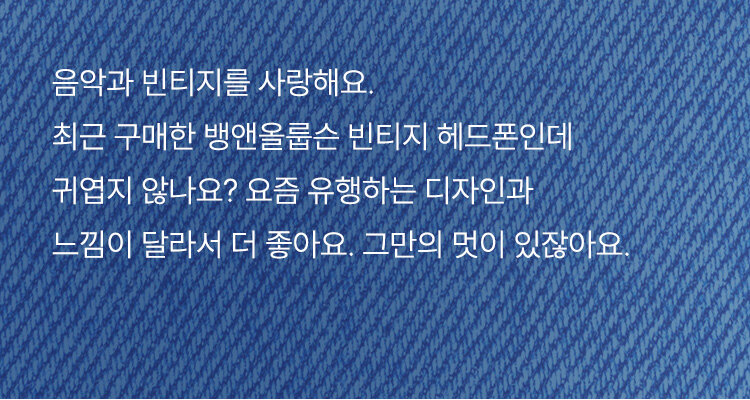 음악과 빈티지를 사랑해요.
최근 구매한 뱅앤올룹슨 빈티지 헤드폰인데
귀엽지 않나요? 요즘 유행하는 디자인과
느낌이 달라서 더 좋아요. 그만의 멋이 있잖아요.